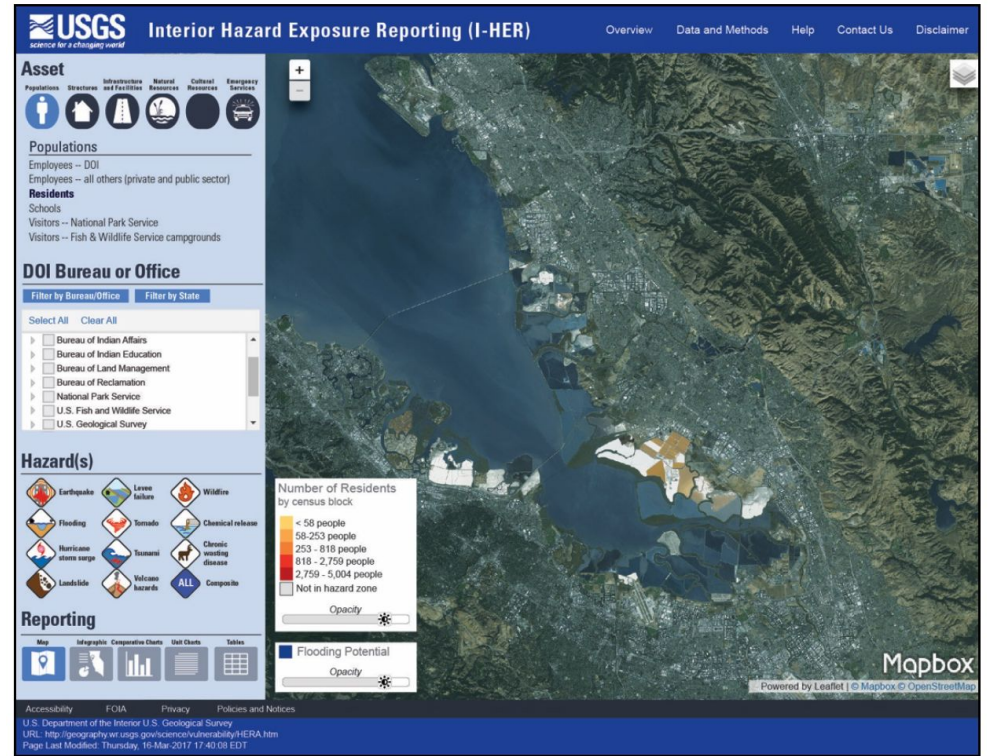 USGS
science for a changing world
Interior Hazard Exposure Reporting (I-HER)
Overview
Data and Methods
Help
Contact Us
Disclaimer
Asset
Populations
Structures
Infrastructure
and Facilities
Natural
Resources
Cultural
Resources
Emergency
Services
Populations
Employees -- DOI
Employees -- all others (private and public sector)
Residents
Schools
Visitors -- National Park Service
Visitors -- Fish & Wildlife Service campgrounds
DOI Bureau or Office
Filter by Bureau/Office
Filter by State
Select All
Clear All
Bureau of Indian Affairs
Bureau of Indian Education
Bureau of Land Management
Bureau of Reclamation
National Park Service
U.S. Fish and Wildlife Service
U.S. Geological Survey
Hazard(s)
Earthquake
Levee
failure
Wildfire
Flooding
Tornado
Chemical release
Hurricane
storm surge
Tsunami
Chronic
wasting
disease
Landslide
Volcano
hazards
ALL
Composite
Reporting
Map
Infographic
Comparative Charts
Unit Charts
Tables
+
−
Number of Residents
by census block
< 58 people
58-253 people
253 - 818 people
818 - 2,759 people
2,759 - 5,004 people
Not in hazard zone
Opacity
Flooding Potential
Opacity
Mapbox
Powered by Leaflet | © Mapbox © OpenStreetMap
Accessibility
FOIA
Privacy
Policies and Notices
U.S. Department of the Interior U.S. Geological Survey
URL: http://geography.wr.usgs.gov/science/vulnerability/HERA.htm
Page Last Modified: Thursday, 16-Mar-2017 17:40:08 EDT